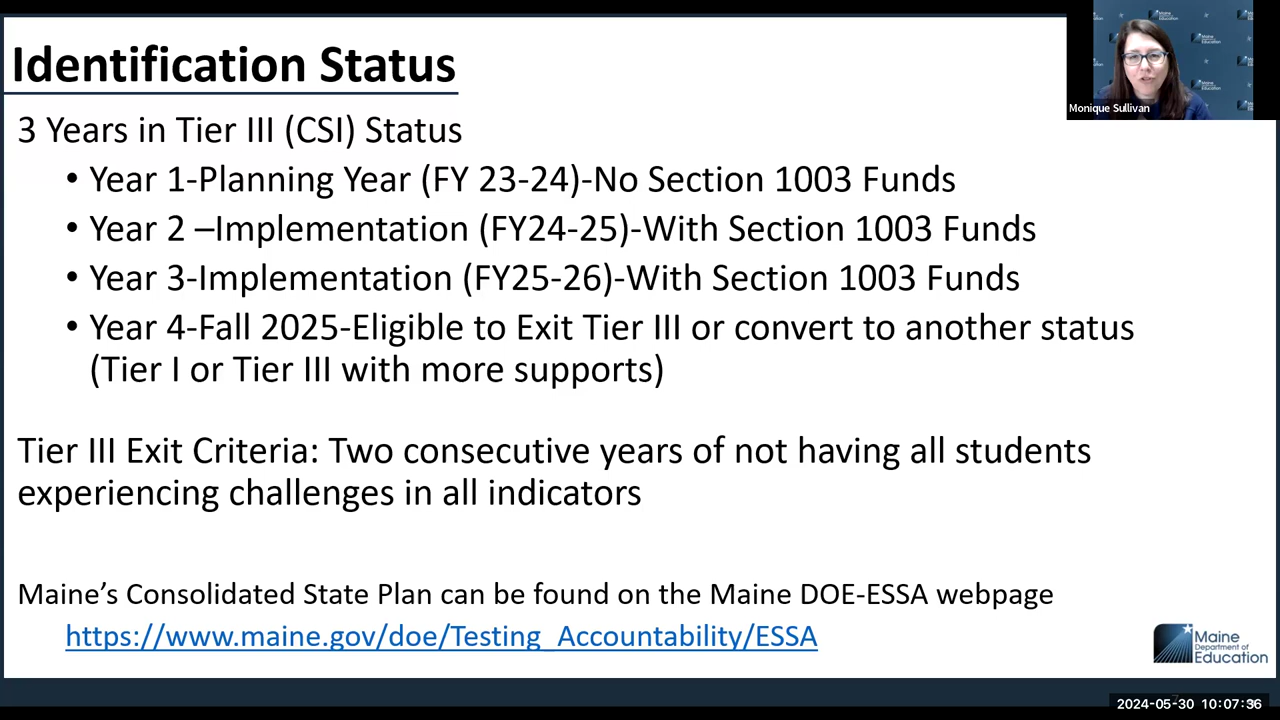 Identification Status
Monique Sullivan
3 Years in Tier III (CSI) Status
• Year 1-Planning Year (FY 23-24)-No Section 1003 Funds
• Year 2 –Implementation (FY24-25)-With Section 1003 Funds
• Year 3-Implementation (FY25-26)-With Section 1003 Funds
• Year 4-Fall 2025-Eligible to Exit Tier III or convert to another status
(Tier I or Tier III with more supports)
Tier III Exit Criteria: Two consecutive years of not having all students
experiencing challenges in all indicators
Maine’s Consolidated State Plan can be found on the Maine DOE-ESSA webpage
https://www.maine.gov/doe/Testing_Accountability/ESSA
Maine
Department of
Education
2024-05-30 10:07:36